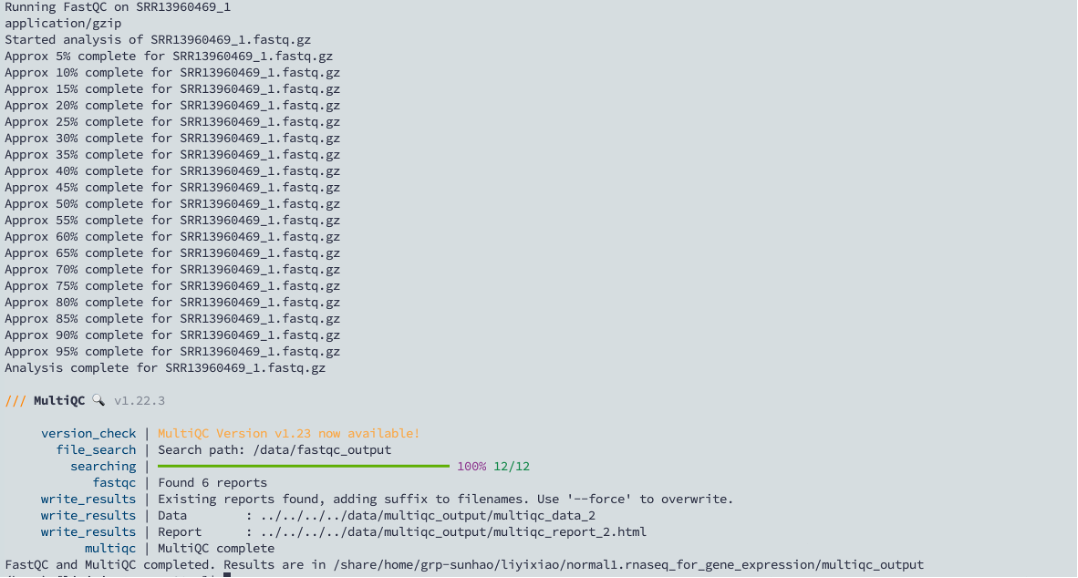 Running FastQC on SRR13960469_1
application/gzip
Started analysis of SRR13960469_1.fastq.gz
Approx 5% complete for SRR13960469_1.fastq.gz
Approx 10% complete for SRR13960469_1.fastq.gz
Approx 15% complete for SRR13960469_1.fastq.gz
Approx 20% complete for SRR13960469_1.fastq.gz
Approx 25% complete for SRR13960469_1.fastq.gz
Approx 30% complete for SRR13960469_1.fastq.gz
Approx 35% complete for SRR13960469_1.fastq.gz
Approx 40% complete for SRR13960469_1.fastq.gz
Approx 45% complete for SRR13960469_1.fastq.gz
Approx 50% complete for SRR13960469_1.fastq.gz
Approx 55% complete for SRR13960469_1.fastq.gz
Approx 60% complete for SRR13960469_1.fastq.gz
Approx 65% complete for SRR13960469_1.fastq.gz
Approx 70% complete for SRR13960469_1.fastq.gz
Approx 75% complete for SRR13960469_1.fastq.gz
Approx 80% complete for SRR13960469_1.fastq.gz
Approx 85% complete for SRR13960469_1.fastq.gz
Approx 90% complete for SRR13960469_1.fastq.gz
Approx 95% complete for SRR13960469_1.fastq.gz
Analysis complete for SRR13960469_1.fastq.gz
/// MultiQC 🔍 v1.22.3
version_check | MultiQC Version v1.23 now available!
file_search | Search path: /data/fastqc_output
searching | 100% 12/12
fastqc | Found 6 reports
write_results | Existing reports found, adding suffix to filenames. Use '--force' to overwrite.
write_results | Data : ../../../../data/multiqc_output/multiqc_data_2
write_results | Report : ../../../../data/multiqc_output/multiqc_report_2.html
multiqc | MultiQC complete
FastQC and MultiQC completed. Results are in /share/home/grp-sunhao/liyixiao/normal1.rnaseq_for_gene_expression/multiqc_output